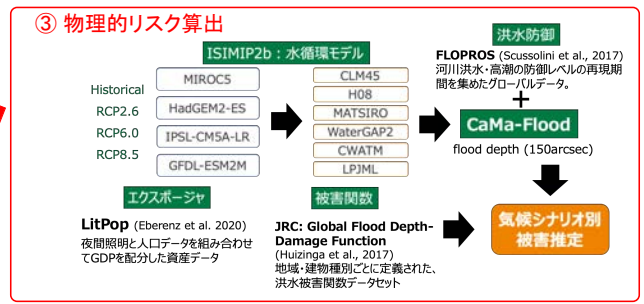 ③ 物理的リスク算出
ISIMIP2b：水循環モデル
Historical
RCP2.6
RCP6.0
RCP8.5
MIROC5
HadGEM2-ES
IPSL-CM5A-LR
GFDL-ESM2M
CLM45
H08
MATSIRO
WaterGAP2
CWATM
LPJML
洪水防御
FLOPROS (Scussolini et al., 2017)
河川洪水・高潮の防御レベルの再現期
間を集めたグローバルデータ。
+
CaMa-Flood
flood depth (150arcsec)
エクスポージャ
LitPop (Eberenz et al. 2020)
夜間照明と人口データを組み合わせ
てGDPを配分した資産データ
被害関数
JRC: Global Flood Depth-
Damage Function
(Huizinga et al., 2017)
地域・建物種別ごとに定義された、
洪水被害関数データセット
気候シナリオ別
被害推定